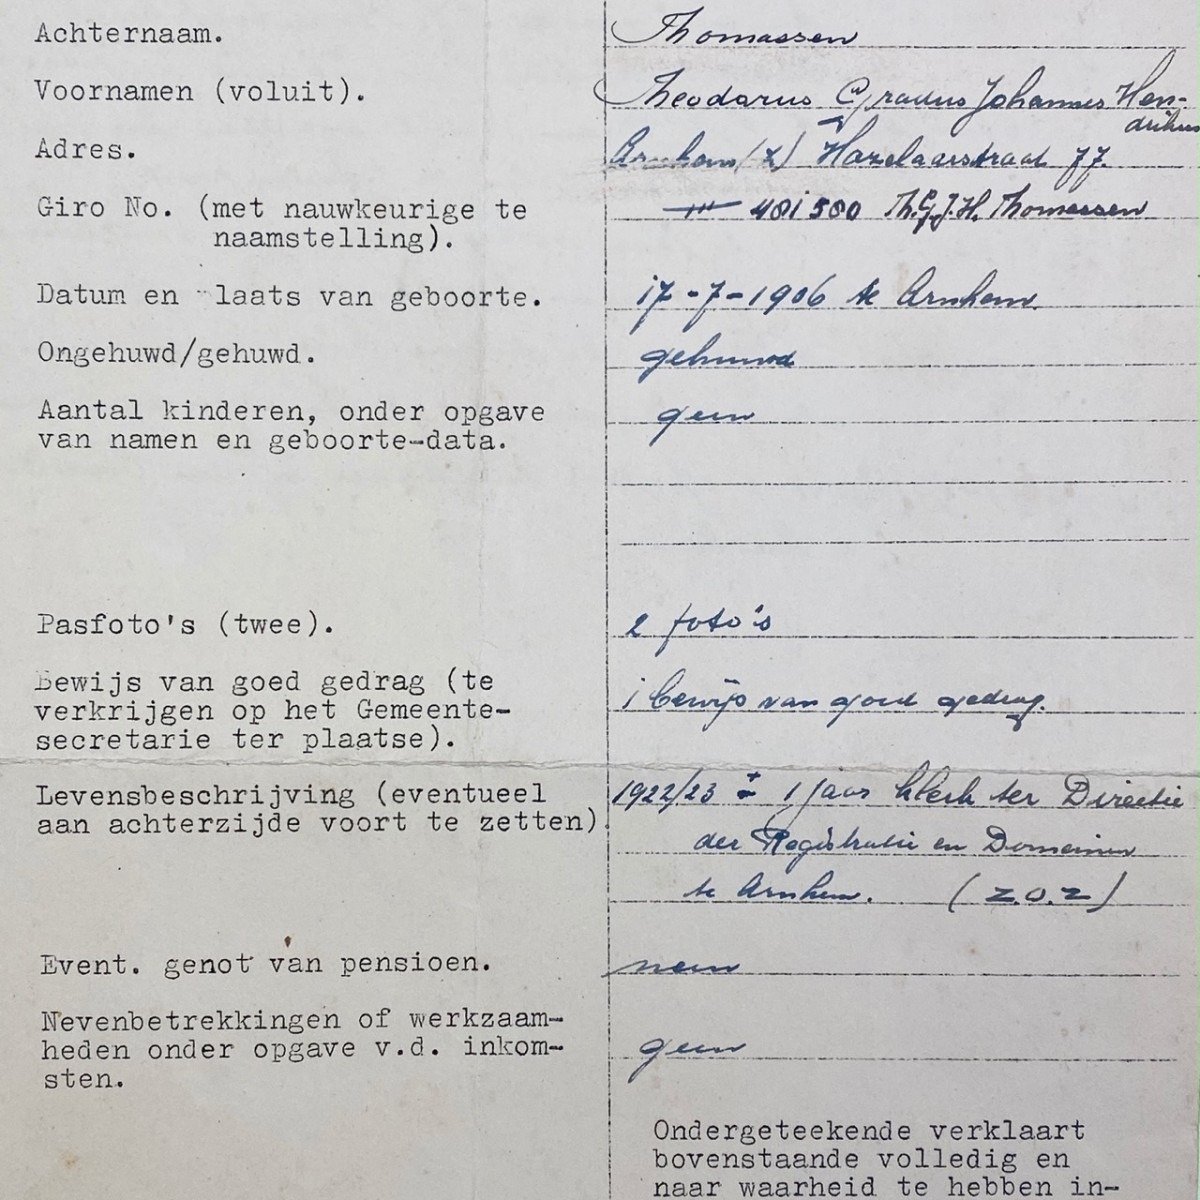 Achternaam. Thomassen
Voornamen (voluit). Theodorus Gradus Johannes Hen-
drikus
Adres. Arnhem (Z) Hazelaarstraat 77.
Giro No. (met nauwkeurige te 481500 Th.G.J.H. Thomassen
naamstelling).
Datum en laats van geboorte. 17-7-1906 te Arnhem.
Ongehuwd/gehuwd. gehuwd
Aantal kinderen, onder opgave geen
van namen en geboorte-data.
Pasfoto's (twee). 2 foto's
Bewijs van goed gedrag (te
verkrijgen op het Gemeente- 1 bewijs van goed gedrag.
secretarie ter plaatse).
Levensbeschrijving (eventueel 1922/23 ± 1 jaar klerk ter Directie
aan achterzijde voort te zetten). der Registratie en Domeinen
te Arnhem. (Z.O.Z)
Event. genot van pensioen. neen
Nevenbetrekkingen of werkzaam-
heden onder opgave v.d. inkom- geen
sten.
Ondergeteekende verklaart
bovenstaande volledig en
naar waarheid te hebben in-